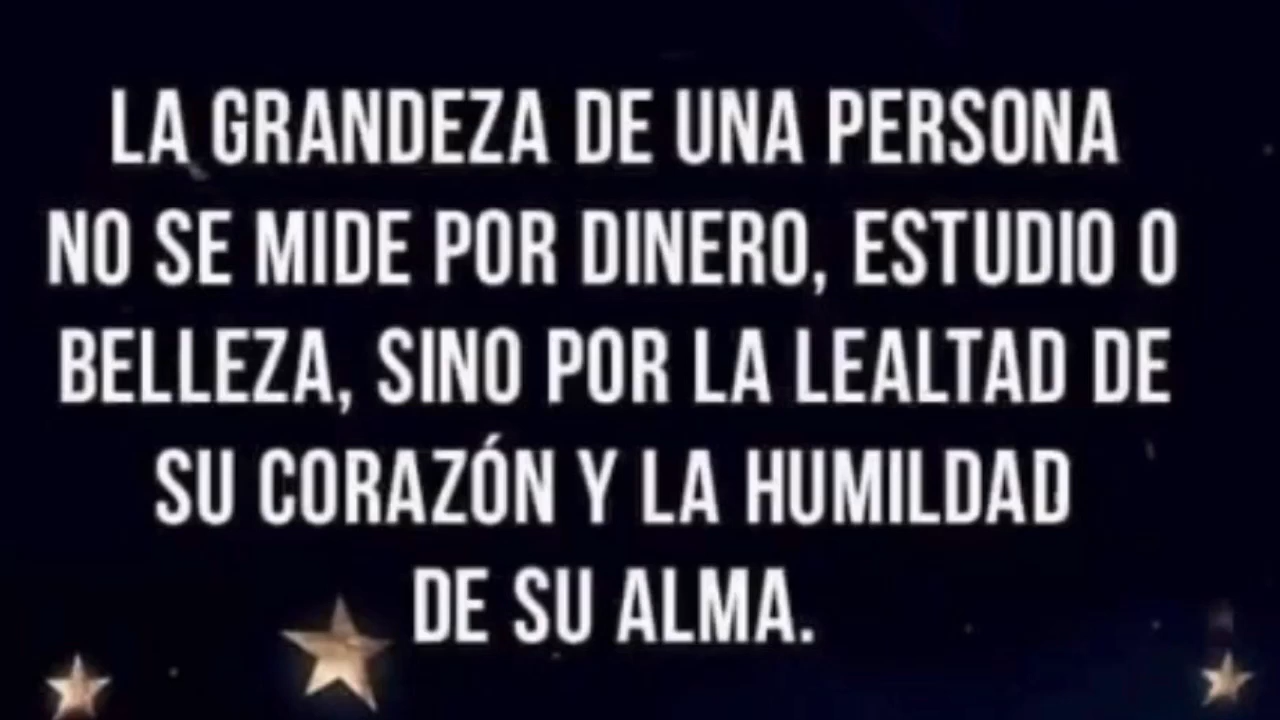 LA GRANDEZA DE UNA PERSONA
NO SE MIDE POR DINERO, ESTUDIO O
BELLEZA, SINO POR LA LEALTAD DE
SU CORAZÓN Y LA HUMILDAD
DE SU ALMA.